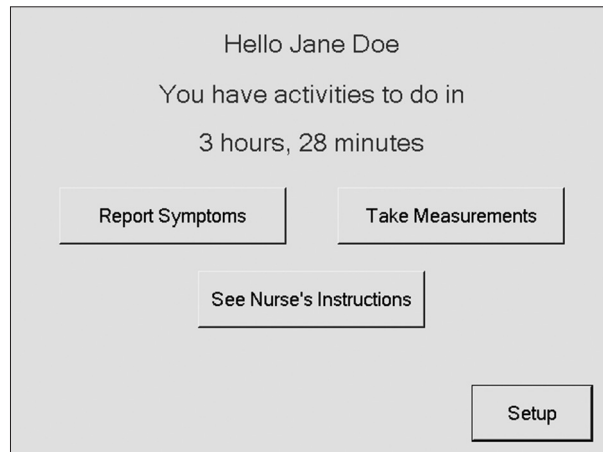 Hello Jane Doe
You have activities to do in
3 hours, 28 minutes
Report Symptoms
Take Measurements
See Nurse's Instructions
Setup